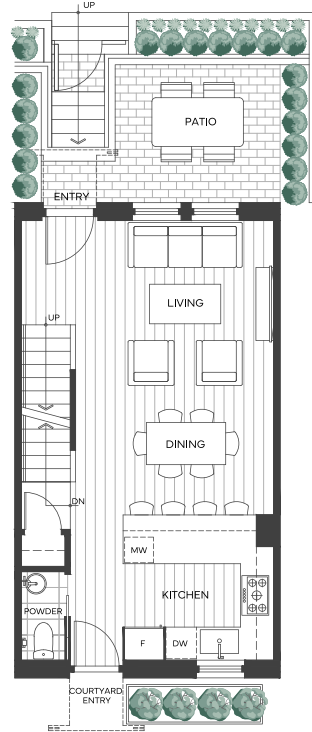 UP
PATIO
ENTRY
LIVING
UP
DINING
DN
MW
KITCHEN
POWDER
F
DW
COURTYARD
ENTRY